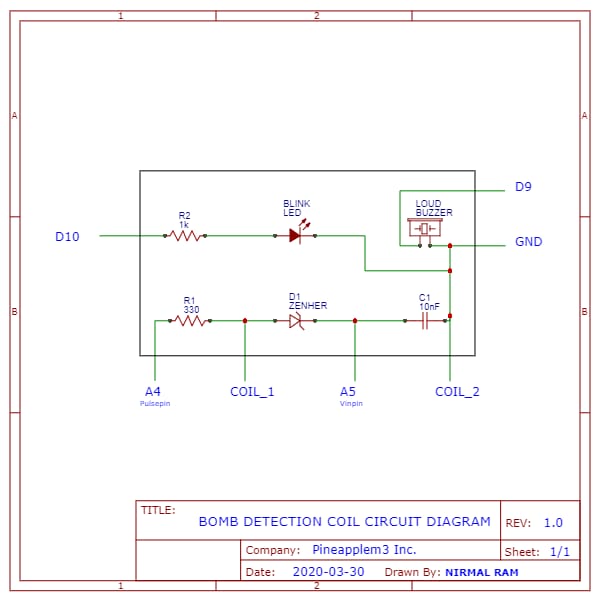 1 2
A A
BLINK
LED
LOUD
BUZZER
D9
R2
1k
D10
GND
R1
330
D1
ZENHER
C1
10nF
B B
A4
COIL_1
A5
COIL_2
Pulsepin
Vinpin
TITLE:
BOMB DETECTION COIL CIRCUIT DIAGRAM
REV: 1.0
Company: Pineapplem3 Inc.
Sheet: 1/1
Date: 2020-03-30 Drawn By: NIRMAL RAM
1 2